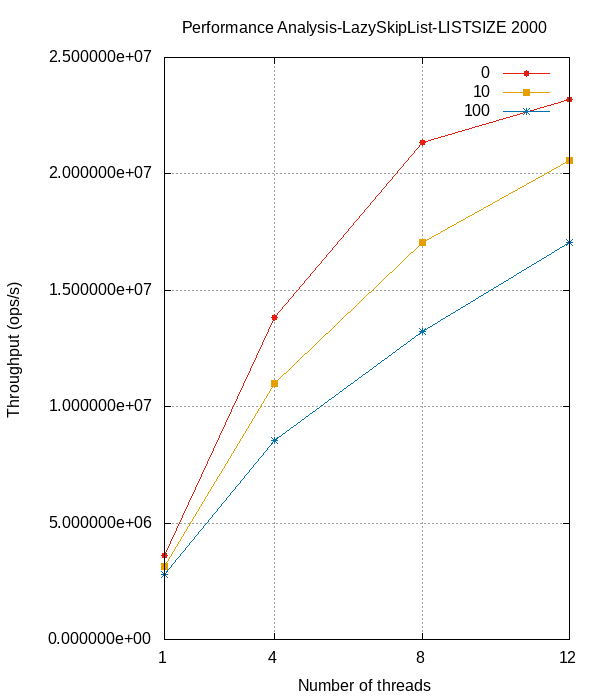 Performance Analysis-LazySkipList-LISTSIZE 2000
2.500000e+07
0
10
100
2.000000e+07
1.500000e+07
1.000000e+07
5.000000e+06
0.000000e+00
Throughput (ops/s)
1 4 8 12
Number of threads